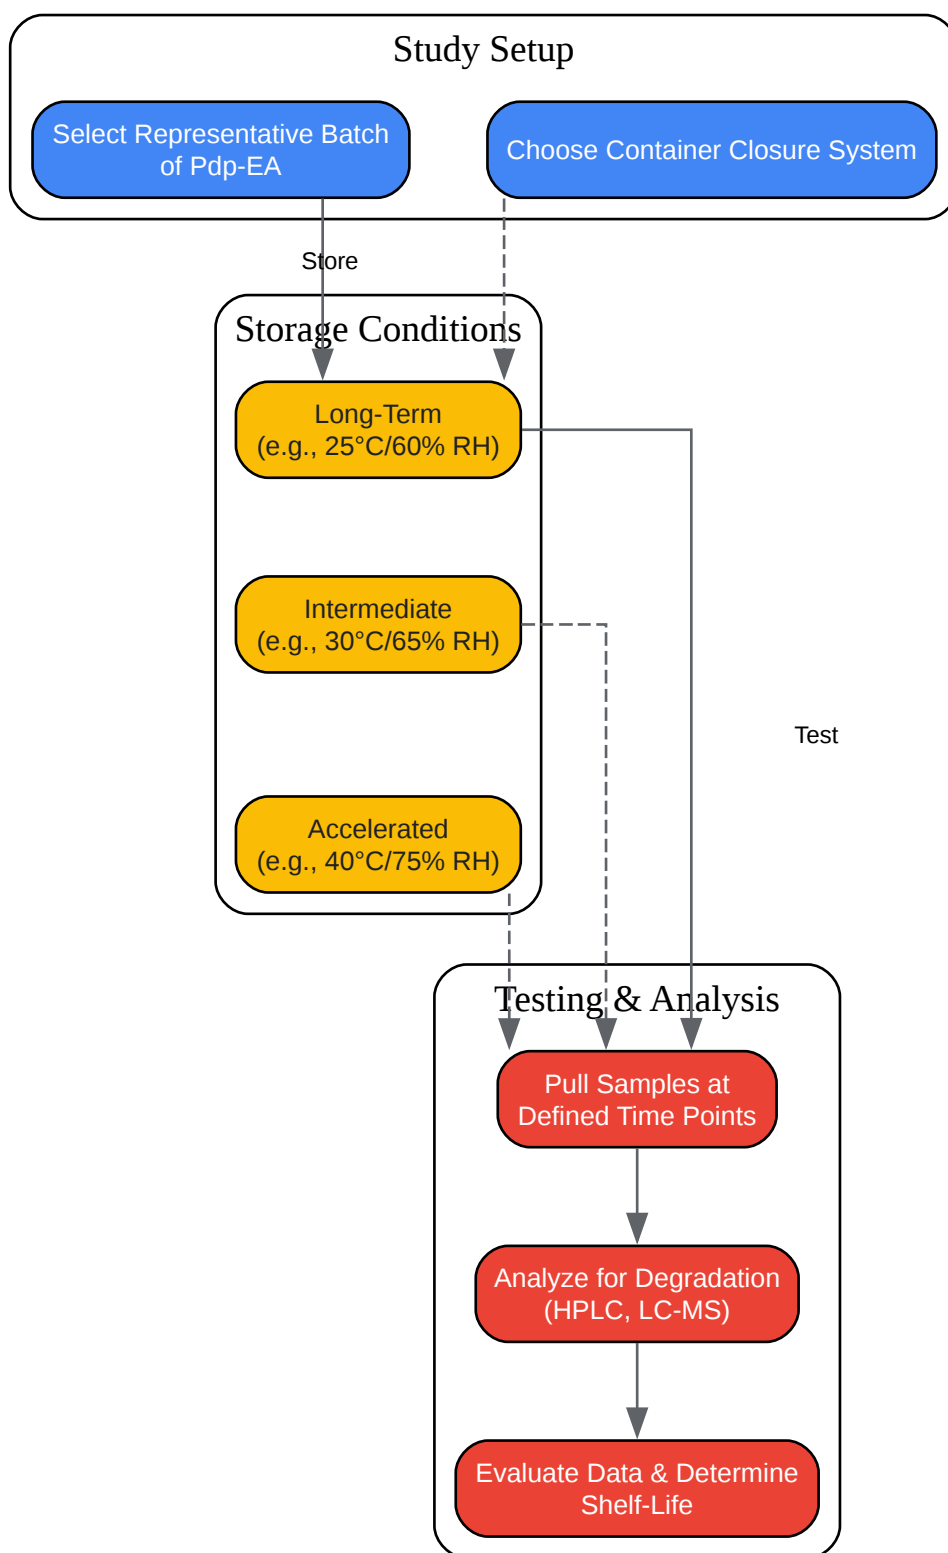 Study Setup
Select Representative Batch
of Pdp-EA
Choose Container Closure System
Store
Storage Conditions
Long-Term
(e.g., 25°C/60% RH)
Intermediate
(e.g., 30°C/65% RH)
Test
Accelerated
(e.g., 40°C/75% RH)
Testing & Analysis
Pull Samples at
Defined Time Points
Analyze for Degradation
(HPLC, LC-MS)
Evaluate Data & Determine
Shelf-Life